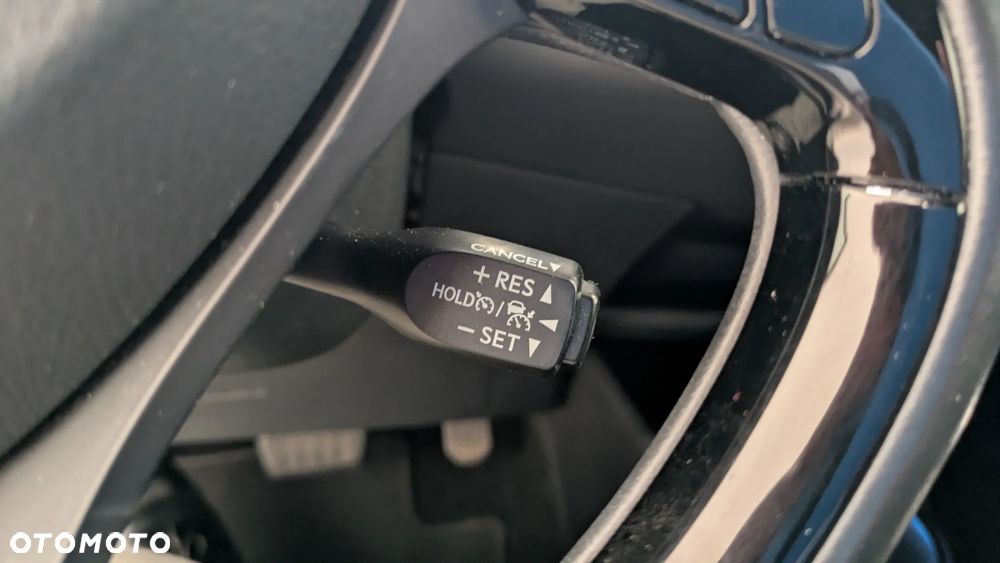 CANCEL▼
+ RES ▲
HOLD / ◀
− SET ▼
OTOMOTO